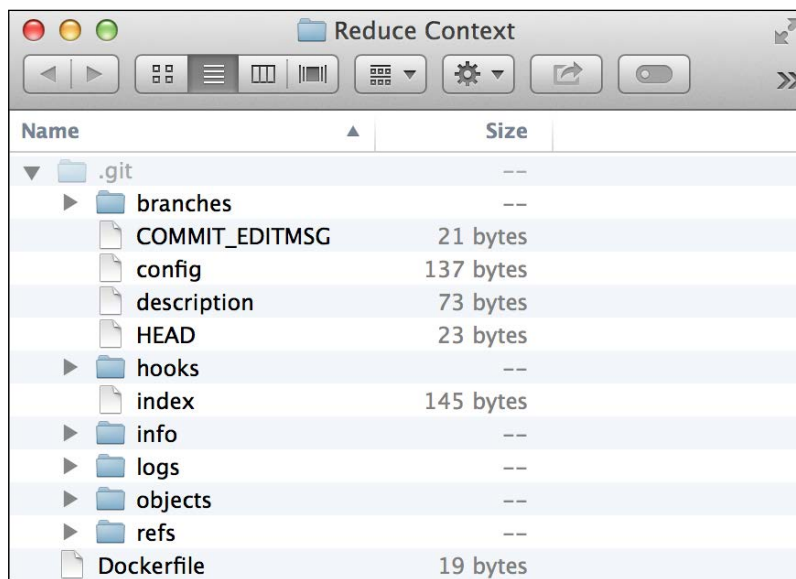 Reduce Context
Name Size
.git --
branches --
COMMIT_EDITMSG 21 bytes
config 137 bytes
description 73 bytes
HEAD 23 bytes
hooks --
index 145 bytes
info --
logs --
objects --
refs --
Dockerfile 19 bytes